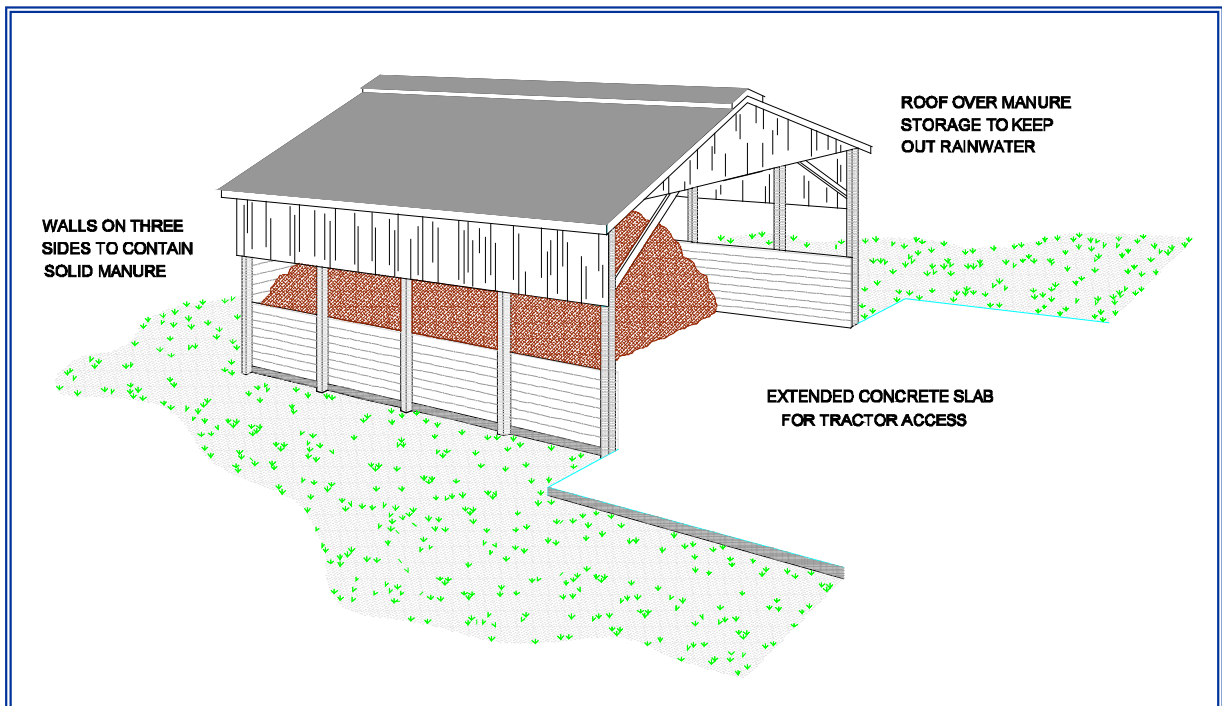 ROOF OVER MANURE
STORAGE TO KEEP
OUT RAINWATER
WALLS ON THREE
SIDES TO CONTAIN
SOLID MANURE
EXTENDED CONCRETE SLAB
FOR TRACTOR ACCESS